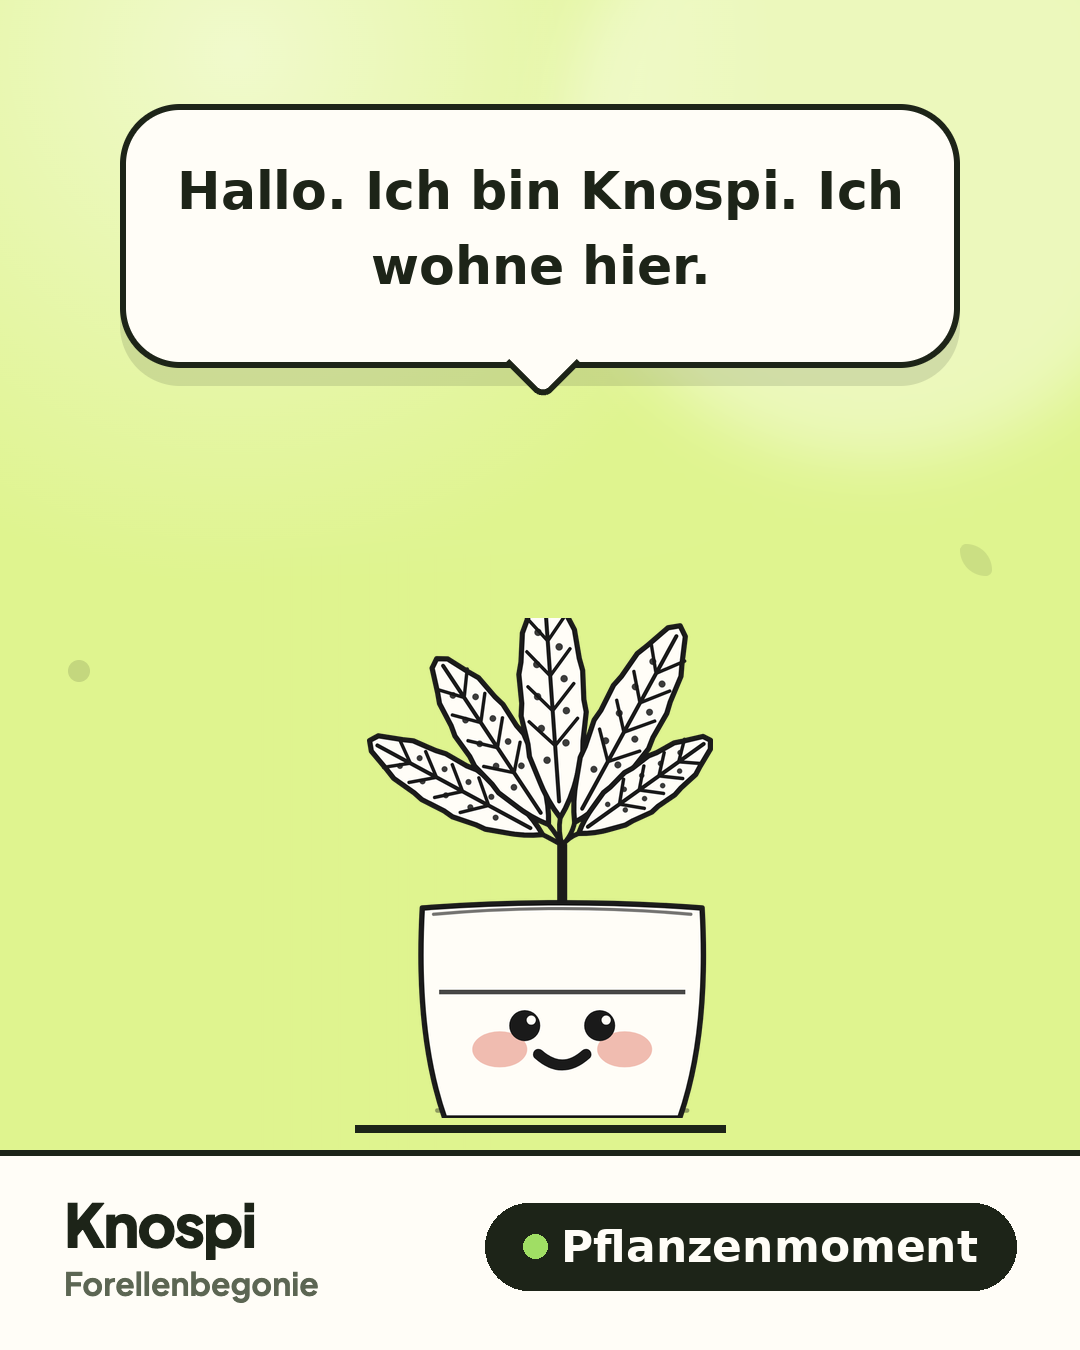 Hallo. Ich bin Knospi. Ich
wohne hier.
Knospi
Forellenbegonie
Pflanzenmoment